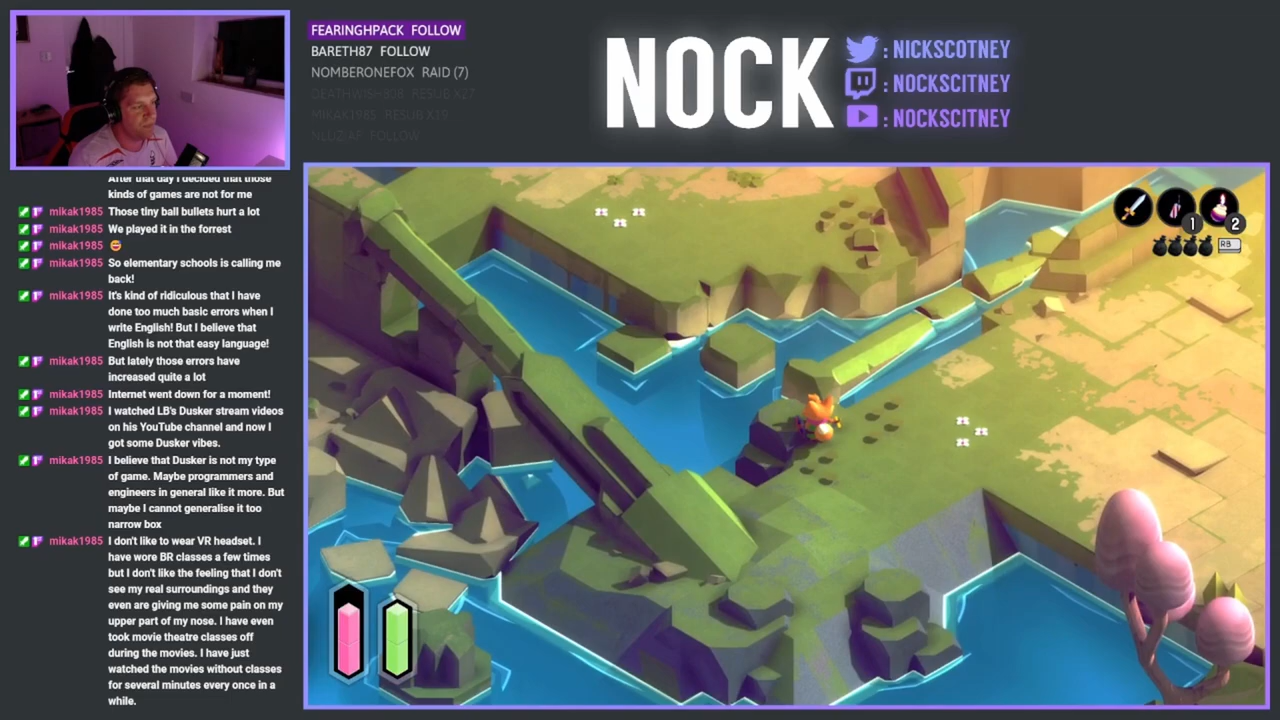 FEARINGHPACK FOLLOW
BARETH87 FOLLOW
NOMBERONEFOX RAID (7)
DEATHWISH898 RESUB X27
MIKAK1985 RESUB X19
FOLLOW
NOCK
: NICKSCOTNEY
: NOCKSCITNEY
: NOCKSCITNEY
After that day I decided that those
kinds of games are not for me
mikak1985 Those tiny ball bullets hurt a lot
mikak1985 We played it in the forrest
mikak1985
mikak1985 So elementary schools is calling me
back!
mikak1985 It's kind of ridiculous that I have
done too much basic errors when I
write English! But I believe that
English is not that easy language!
mikak1985 But lately those errors have
increased quite a lot
mikak1985 Internet went down for a moment!
mikak1985 I watched LB's Dusker stream videos
on his YouTube channel and now I
got some Dusker vibes.
mikak1985 I believe that Dusker is not my type
of game. Maybe programmers and
engineers in general like it more. But
maybe I cannot generalise it too
narrow box
mikak1985 I don't like to wear VR headset. I
have wore BR classes a few times
but I don't like the feeling that I don't
see my real surroundings and they
even are giving me some pain on my
upper part of my nose. I have even
took movie theatre classes off
during the movies. I have just
watched the movies without classes
for several minutes every once in a
while.
1
2
RB